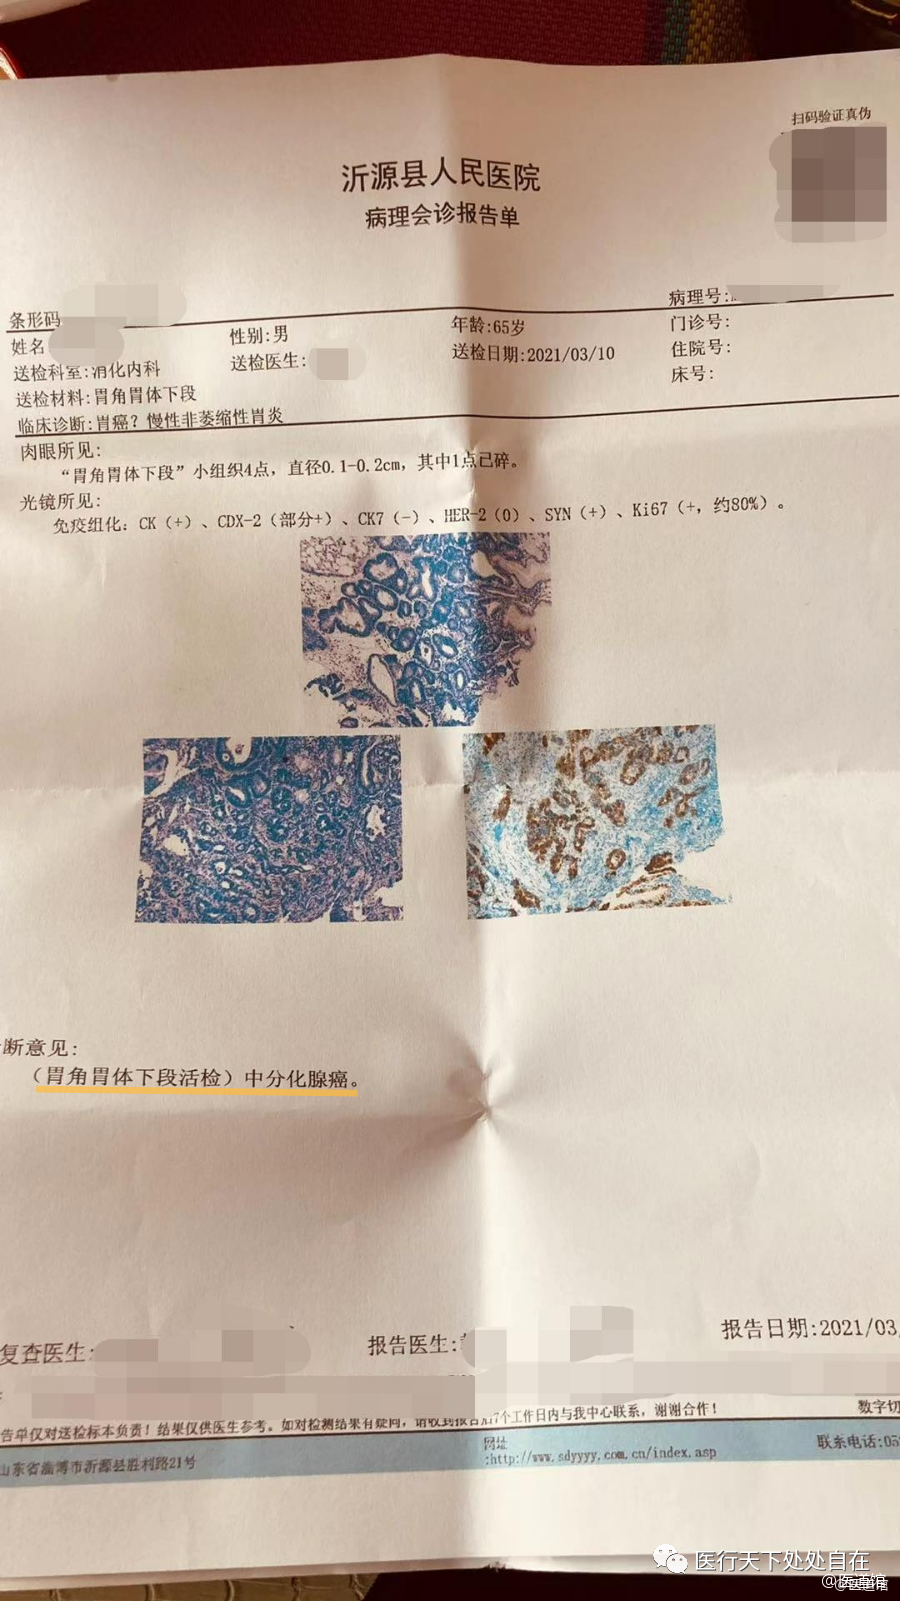 扫码验证真伪
沂源县人民医院
病理会诊报告单
条形码
病理号:
姓名
性别:男
年龄:65岁
门诊号:
送检科室:消化内科
送检医生:
送检日期:2021/03/10
住院号:
送检材料:胃角胃体下段
床号:
临床诊断:胃癌？慢性非萎缩性胃炎
肉眼所见:
“胃角胃体下段”小组织4点，直径0.1-0.2cm，其中1点已碎。
光镜所见:
免疫组化：CK（+）、CDX-2（部分+）、CK7（-）、HER-2（0）、SYN（+）、Ki67（+，约80%）。
断意见:
（胃角胃体下段活检）中分化腺癌。
复查医生:
报告医生:
报告日期:2021/03
告单仅对送检标本负责！结果仅供医生参考。如对检测结果有疑问，请收到报告后7个工作日内与我中心联系，谢谢合作！
数字切
山东省淄博市沂源县胜利路21号
网址
:http://www.sdyyyy.com.cn/index.asp
联系电话:05
医行天下处处自在
@医道馆